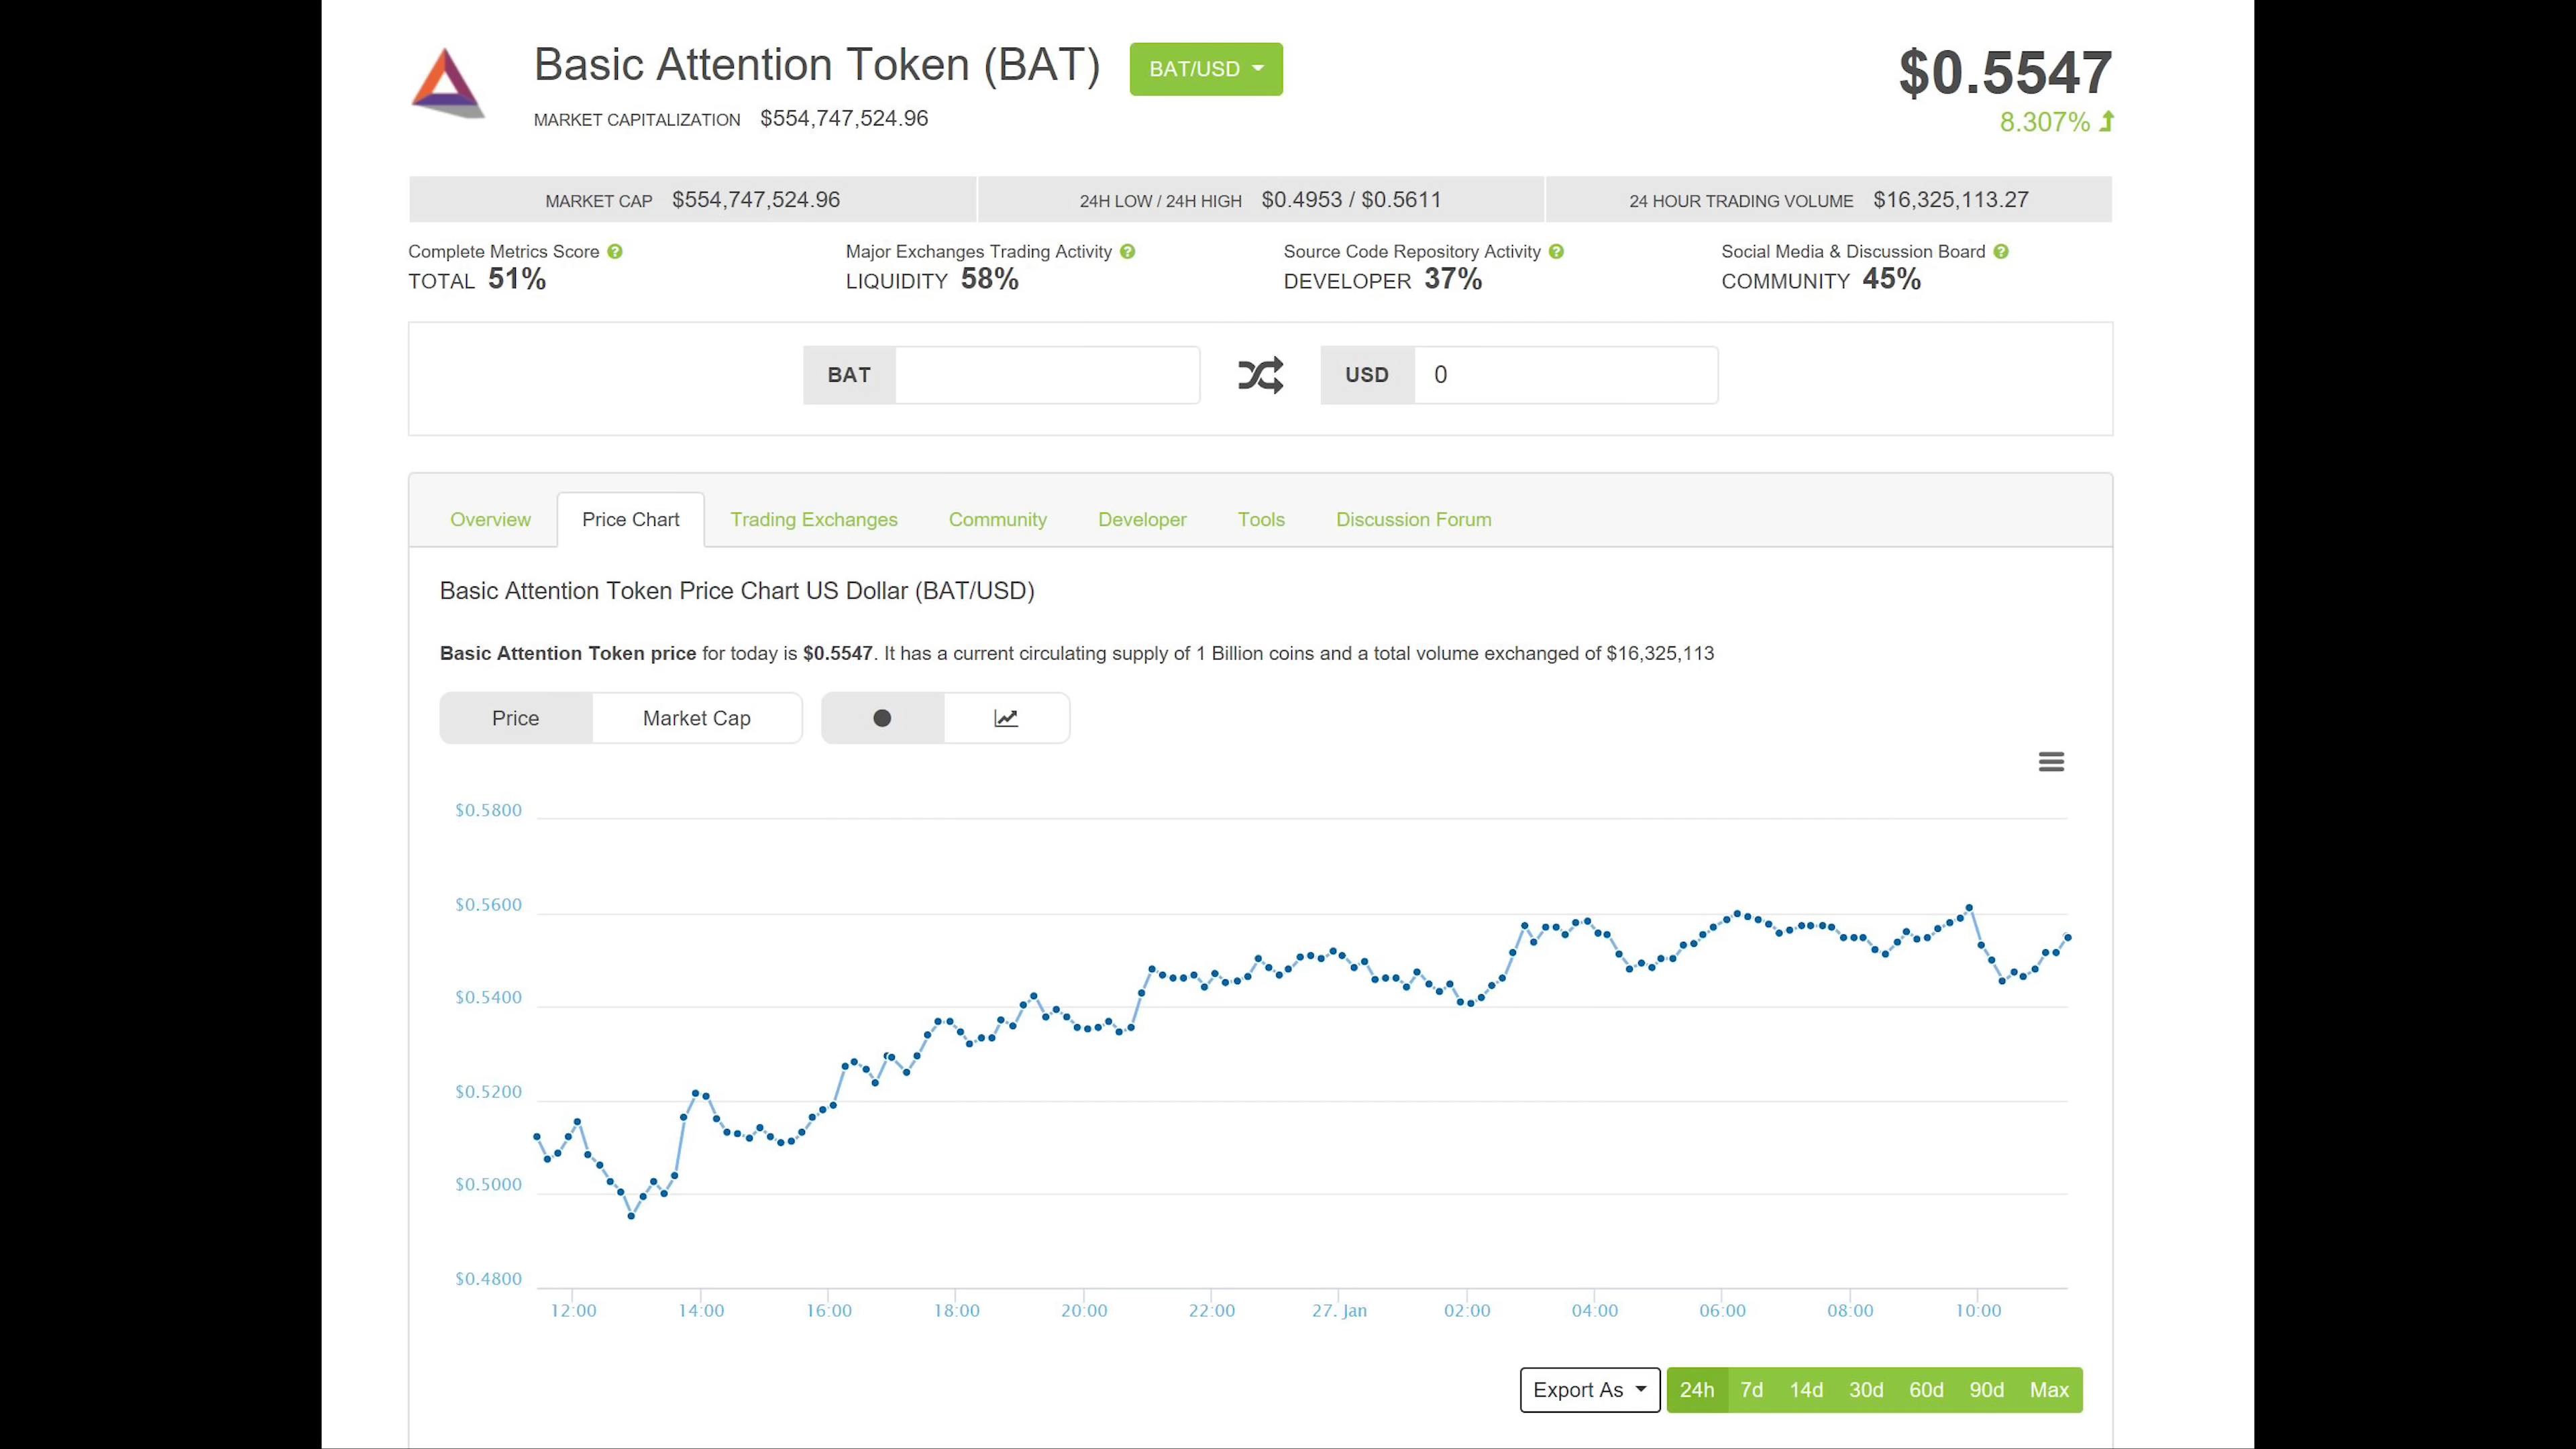 Basic Attention Token (BAT) BAT/USD $0.5547
MARKET CAPITALIZATION $554,747,524.96 8.307%
MARKET CAP $554,747,524.96 24H LOW / 24H HIGH $0.4953 / $0.5611 24 HOUR TRADING VOLUME $16,325,113.27
Complete Metrics Score ? Major Exchanges Trading Activity ? Source Code Repository Activity ? Social Media & Discussion Board ?
TOTAL 51% LIQUIDITY 58% DEVELOPER 37% COMMUNITY 45%
BAT USD 0
Overview Price Chart Trading Exchanges Community Developer Tools Discussion Forum
Basic Attention Token Price Chart US Dollar (BAT/USD)
Basic Attention Token price for today is $0.5547. It has a current circulating supply of 1 Billion coins and a total volume exchanged of $16,325,113
Price Market Cap
$0.5800
$0.5600
$0.5400
$0.5200
$0.5000
$0.4800
12:00 14:00 16:00 18:00 20:00 22:00 27. Jan 02:00 04:00 06:00 08:00 10:00
Export As 24h 7d 14d 30d 60d 90d Max